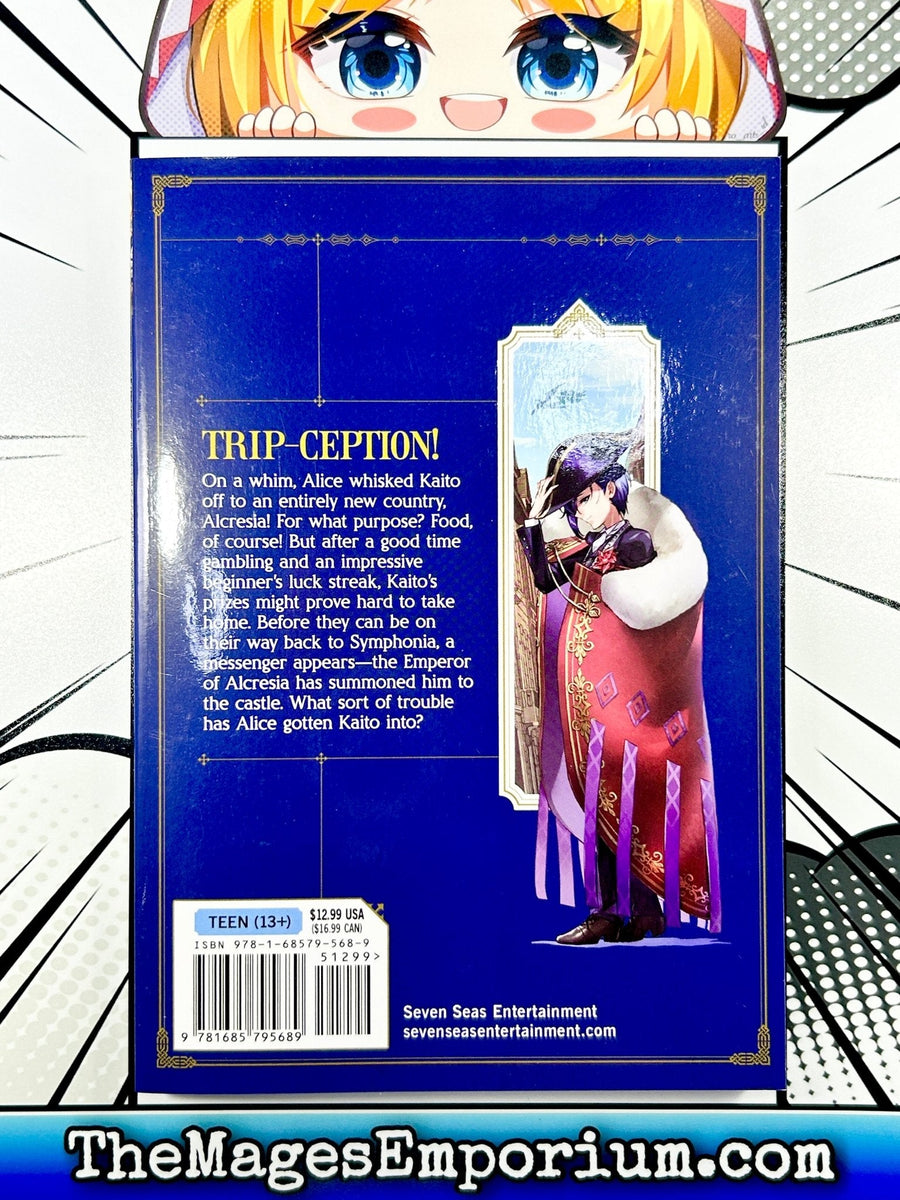 TRIP-CEPTION!
On a whim, Alice whisked Kaito
off to an entirely new country,
Alcresia! For what purpose? Food,
of course! But after a good time
gambling and an impressive
beginner's luck streak, Kaito's
prizes might prove hard to take
home. Before they can be on
their way back to Symphonia, a
messenger appears—the Emperor
of Alcresia has summoned him to
the castle. What sort of trouble
has Alice gotten Kaito into?
TEEN (13+)
$12.99 USA
($16.99 CAN)
ISBN 978-1-68579-568-9
51299>
9 781685 795689
Seven Seas Entertainment
sevenseasentertainment.com
TheMagesEmporium.com